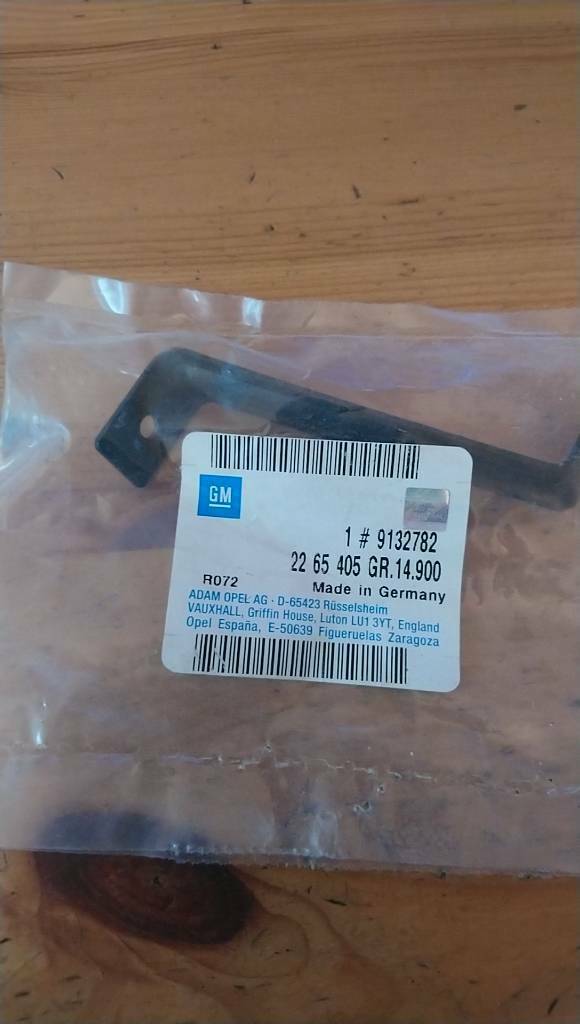 GM
1 # 9132782
22 65 405 GR.14.900
R072 Made in Germany
ADAM OPEL AG · D-65423 Rüsselsheim
VAUXHALL, Griffin House, Luton LU1 3YT, England
Opel España, E-50639 Figueruelas Zaragoza